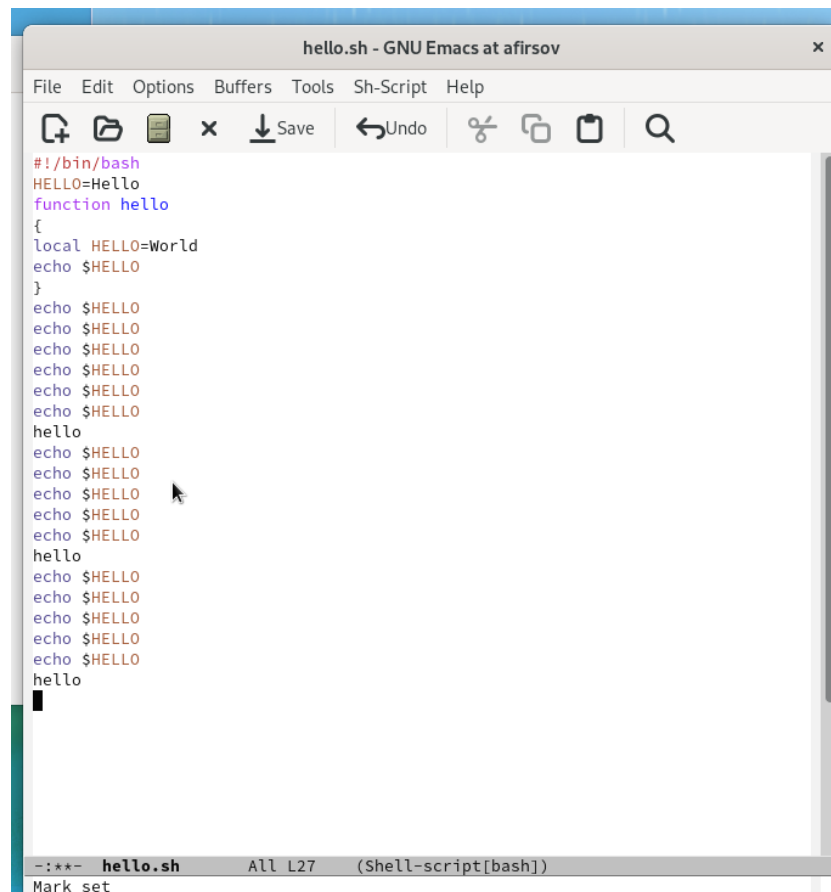 hello.sh - GNU Emacs at afirsov ×
File Edit Options Buffers Tools Sh-Script Help
Save Undo
#!/bin/bash
HELLO=Hello
function hello
{
local HELLO=World
echo $HELLO
}
echo $HELLO
echo $HELLO
echo $HELLO
echo $HELLO
echo $HELLO
echo $HELLO
hello
echo $HELLO
echo $HELLO
echo $HELLO
echo $HELLO
echo $HELLO
hello
echo $HELLO
echo $HELLO
echo $HELLO
echo $HELLO
echo $HELLO
hello
-:**- hello.sh All L27 (Shell-script[bash])
Mark set